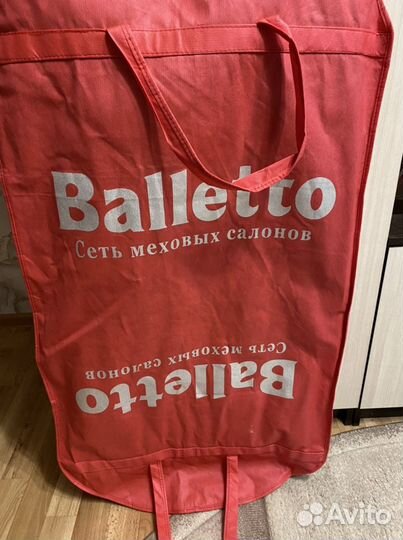 Balletto
Сеть меховых салонов
Сеть меховых салонов
Balletto
Avito